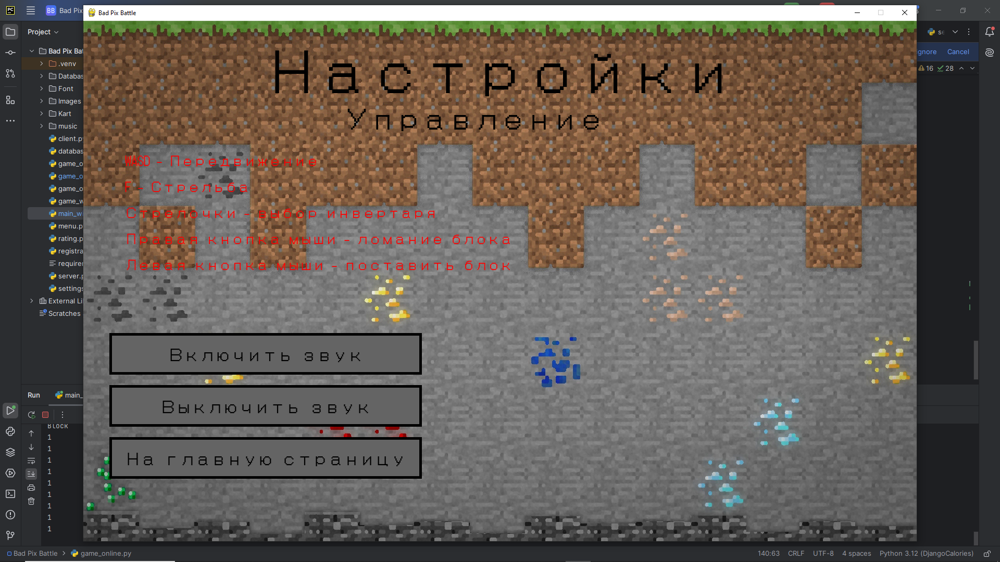 BB Bad Pix
Bad Pix Battle
Project
Bad Pix Bat
.venv
Databas
Font
Images
Kart
music
client.py
databas
game_o
game_o
game_o
game_w
main_w
menu.p
rating.p
registra
require
server.p
settings
External Li
Scratches
gnore Cancel
16 28
Настройки
Управление
WASD - Передвижение
F - Стрельба
Стрелочки - выбор инвертаря
Правая кнопка мыши - ломание блока
Левая кнопка мыши - поставить блок
Включить звук
Выключить звук
На главную страницу
Run main_
Block
1
1
1
1
1
1
1
1
1
Bad Pix Battle > game_online.py 140:63 CRLF UTF-8 4 spaces Python 3.12 (DjangoCalories)